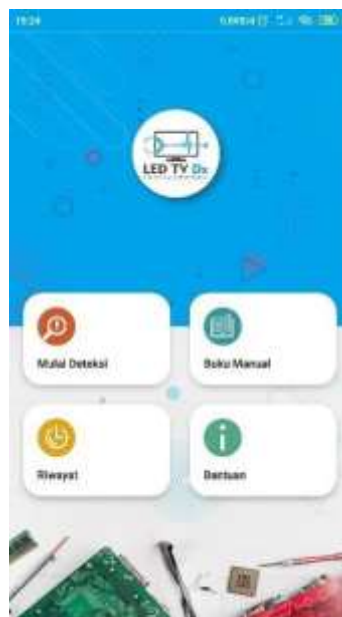 19:24
LED TV Dx
Mulai Deteksi
Buku Manual
Riwayat
Bantuan